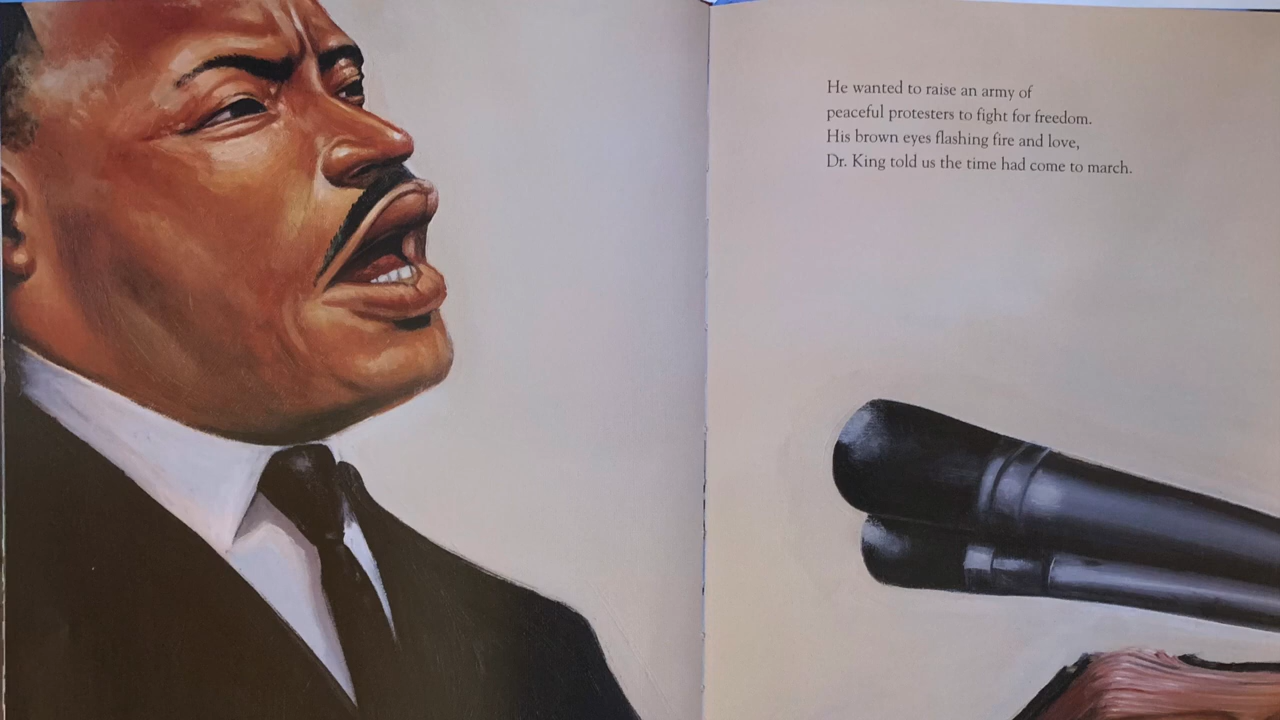 He wanted to raise an army of
peaceful protesters to fight for freedom.
His brown eyes flashing fire and love,
Dr. King told us the time had come to march.